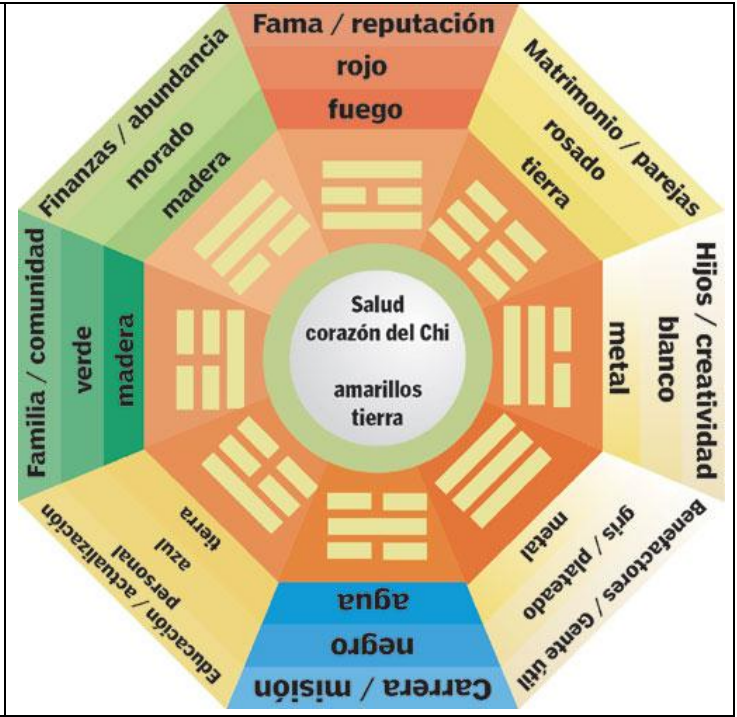 Fama / reputación
rojo
fuego
Matrimonio / parejas
rosado
tierra
Hijos / creatividad
blanco
metal
Benefactores / Gente útil
gris / plateado
metal
Carrera / misión
negro
agua
Educación / actualización
personal
azul
tierra
Familia / comunidad
verde
madera
Finanzas / abundancia
morado
madera
Salud
corazón del Chi
amarillos
tierra